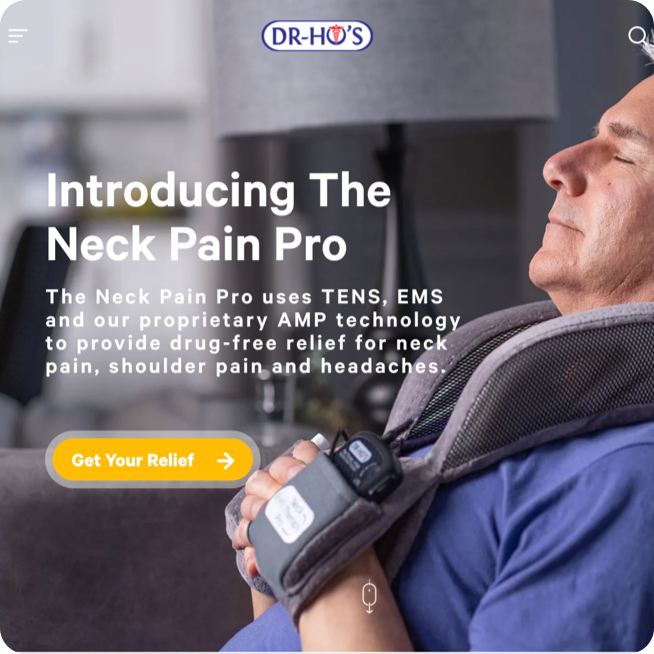 DR-HO'S
Introducing The
Neck Pain Pro
The Neck Pain Pro uses TENS, EMS
and our proprietary AMP technology
to provide drug-free relief for neck
pain, shoulder pain and headaches.
Get Your Relief